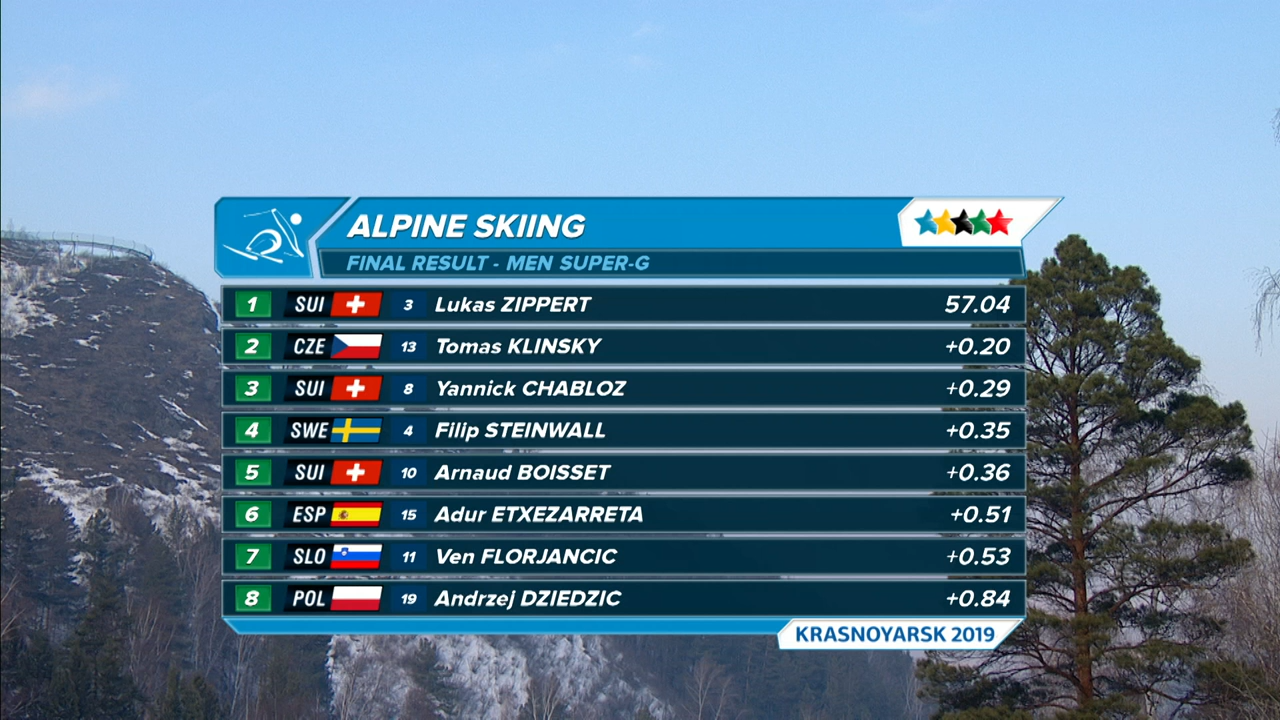 ALPINE SKIING
FINAL RESULT - MEN SUPER-G
1 SUI 3 Lukas ZIPPERT 57.04
2 CZE 13 Tomas KLINSKY +0.20
3 SUI 8 Yannick CHABLOZ +0.29
4 SWE 4 Filip STEINWALL +0.35
5 SUI 10 Arnaud BOISSET +0.36
6 ESP 15 Adur ETXEZARRETA +0.51
7 SLO 11 Ven FLORJANCIC +0.53
8 POL 19 Andrzej DZIEDZIC +0.84
KRASNOYARSK 2019